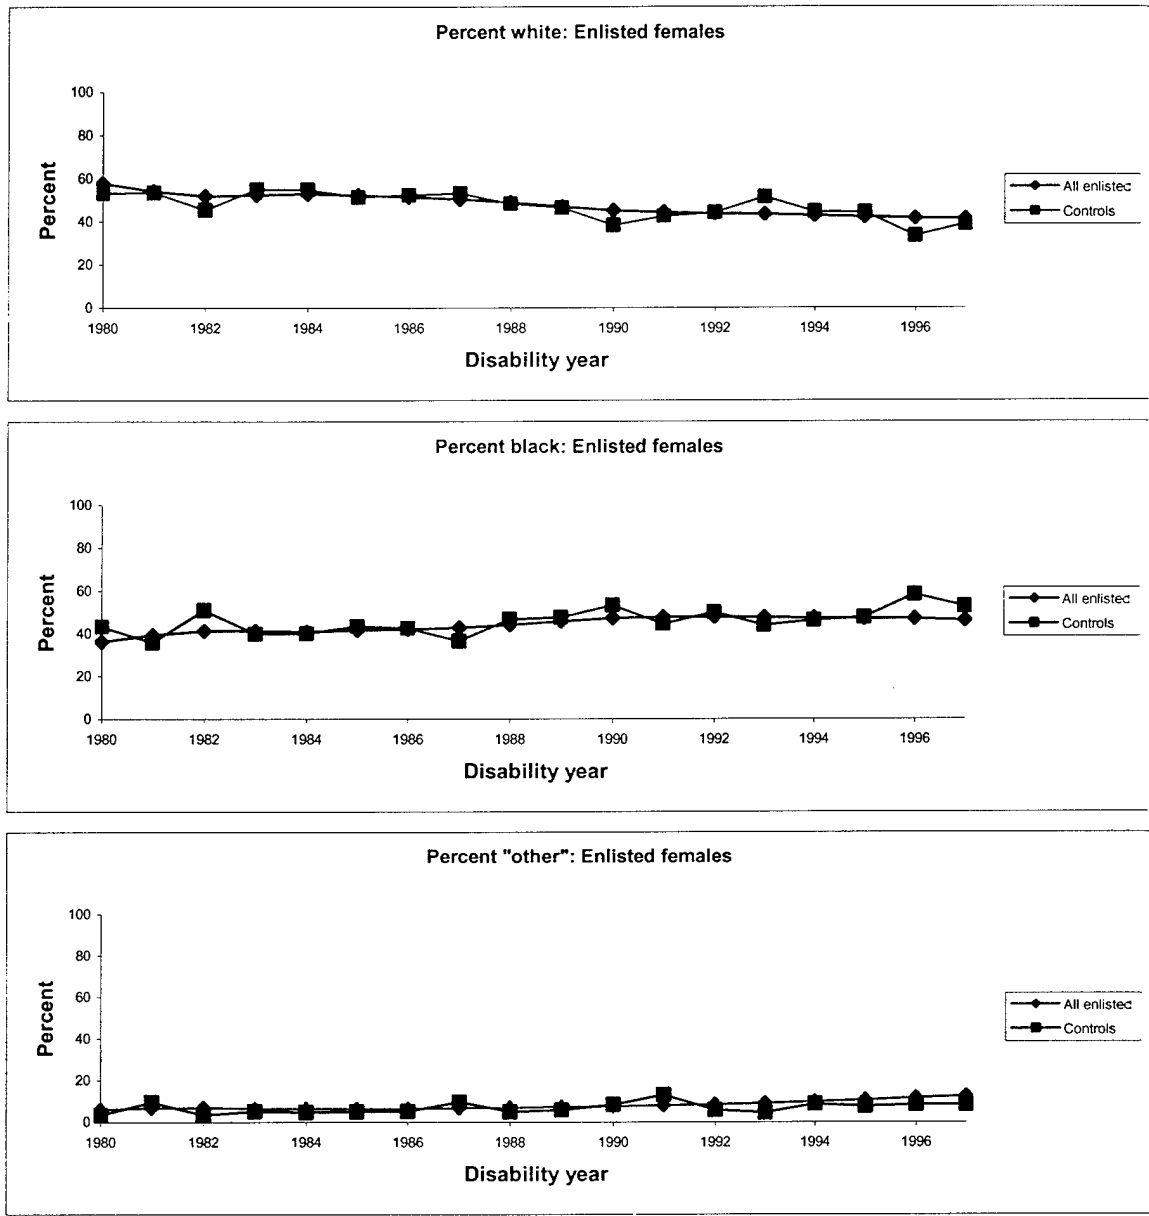 Percent white: Enlisted females
100
80
60
40
20
0
Percent
1980 1982 1984 1986 1988 1990 1992 1994 1996
Disability year
All enlisted
Controls
Percent black: Enlisted females
100
80
60
40
20
0
Percent
1980 1982 1984 1986 1988 1990 1992 1994 1996
Disability year
All enlisted
Controls
Percent "other": Enlisted females
100
80
60
40
20
0
Percent
1980 1982 1984 1986 1988 1990 1992 1994 1996
Disability year
All enlisted
Controls